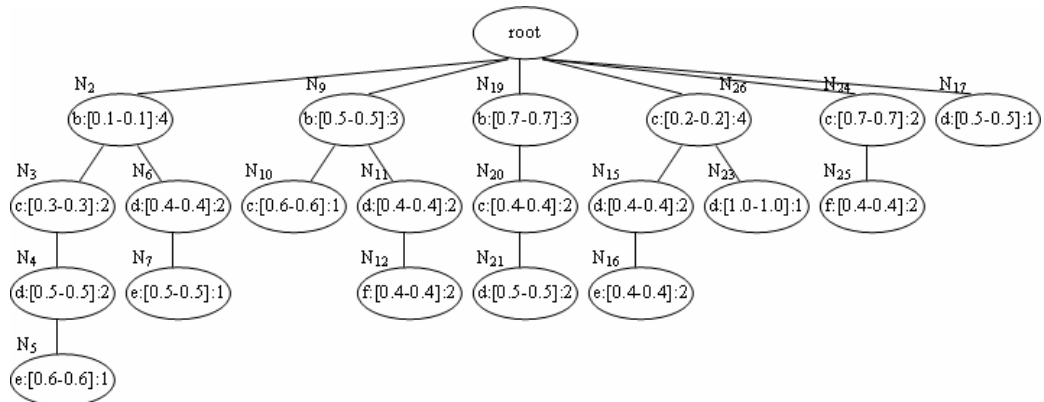 root
N2 N9 N19 N26 N24 N17
b:[0.1-0.1]:4 b:[0.5-0.5]:3 b:[0.7-0.7]:3 c:[0.2-0.2]:4 c:[0.7-0.7]:2 d:[0.5-0.5]:1
N3 N6 N10 N11 N20 N15 N23 N25
c:[0.3-0.3]:2 d:[0.4-0.4]:2 c:[0.6-0.6]:1 d:[0.4-0.4]:2 c:[0.4-0.4]:2 d:[0.4-0.4]:2 d:[1.0-1.0]:1 f:[0.4-0.4]:2
N4 N7 N12 N21 N16
d:[0.5-0.5]:2 e:[0.5-0.5]:1 f:[0.4-0.4]:2 d:[0.5-0.5]:2 e:[0.4-0.4]:2
N5
e:[0.6-0.6]:1